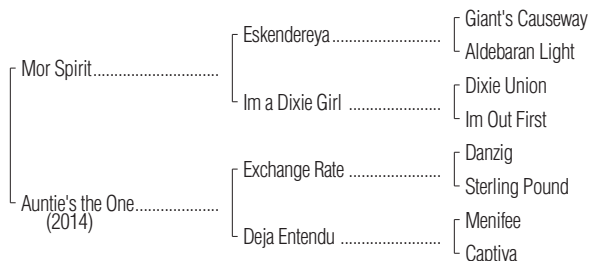 Giant's Causeway
Eskendereya
Aldebaran Light
Mor Spirit
Dixie Union
Im a Dixie Girl
Im Out First
Danzig
Exchange Rate
Sterling Pound
Auntie's the One
(2014)
Menifee
Deja Entendu
Captiva